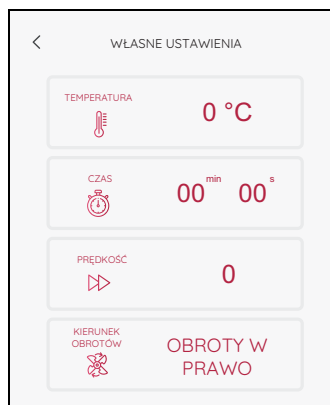 WŁASNE USTAWIENIA
TEMPERATURA
0 °C
CZAS
00 min 00 s
PRĘDKOŚĆ
0
KIERUNEK
OBROTÓW
OBROTY W
PRAWO